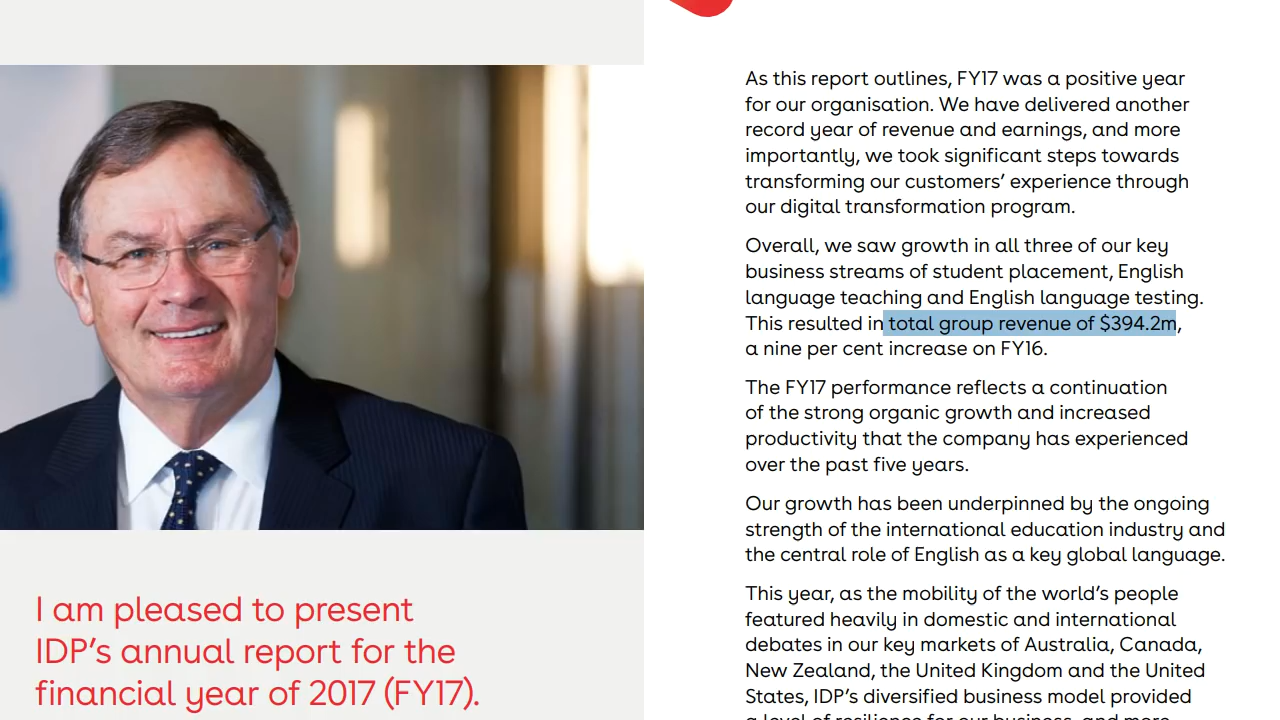 I am pleased to present
IDP’s annual report for the
financial year of 2017 (FY17).
As this report outlines, FY17 was a positive year
for our organisation. We have delivered another
record year of revenue and earnings, and more
importantly, we took significant steps towards
transforming our customers’ experience through
our digital transformation program.
Overall, we saw growth in all three of our key
business streams of student placement, English
language teaching and English language testing.
This resulted in total group revenue of $394.2m,
a nine per cent increase on FY16.
The FY17 performance reflects a continuation
of the strong organic growth and increased
productivity that the company has experienced
over the past five years.
Our growth has been underpinned by the ongoing
strength of the international education industry and
the central role of English as a key global language.
This year, as the mobility of the world’s people
featured heavily in domestic and international
debates in our key markets of Australia, Canada,
New Zealand, the United Kingdom and the United
States, IDP’s diversified business model provided
a level of resilience for our business, and more